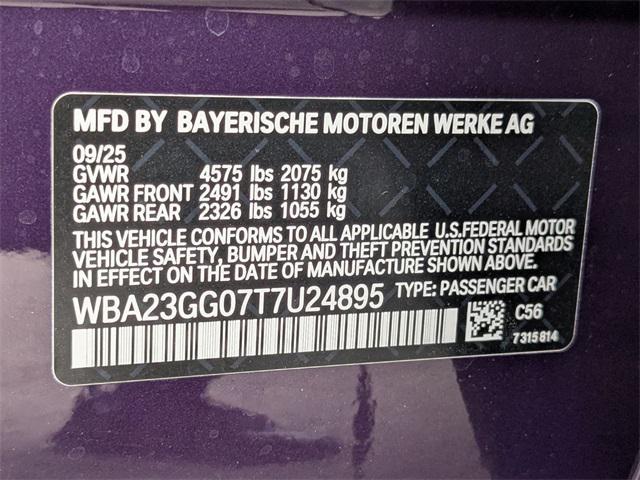 MFD BY BAYERISCHE MOTOREN WERKE AG
09/25
GVWR 4575 lbs 2075 kg
GAWR FRONT 2491 lbs 1130 kg
GAWR REAR 2326 lbs 1055 kg
THIS VEHICLE CONFORMS TO ALL APPLICABLE U.S.FEDERAL MOTOR
VEHICLE SAFETY, BUMPER AND THEFT PREVENTION STANDARDS
IN EFFECT ON THE DATE OF MANUFACTURE SHOWN ABOVE.
WBA23GG07T7U24895 TYPE: PASSENGER CAR
C56
7315814